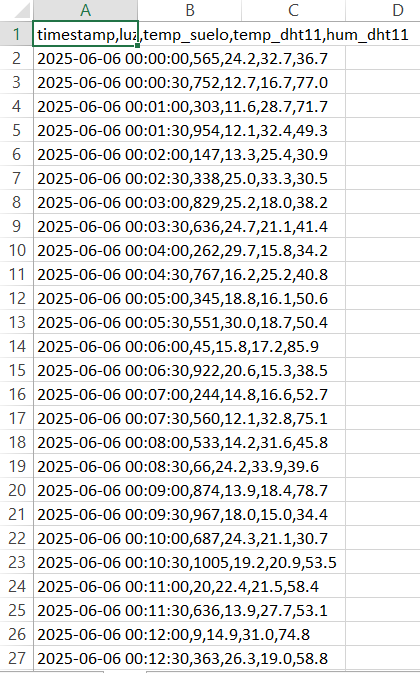 A B C D
1 timestamp,luz,temp_suelo,temp_dht11,hum_dht11
2 2025-06-06 00:00:00,565,24.2,32.7,36.7
3 2025-06-06 00:00:30,752,12.7,16.7,77.0
4 2025-06-06 00:01:00,303,11.6,28.7,71.7
5 2025-06-06 00:01:30,954,12.1,32.4,49.3
6 2025-06-06 00:02:00,147,13.3,25.4,30.9
7 2025-06-06 00:02:30,338,25.0,33.3,30.5
8 2025-06-06 00:03:00,829,25.2,18.0,38.2
9 2025-06-06 00:03:30,636,24.7,21.1,41.4
10 2025-06-06 00:04:00,262,29.7,15.8,34.2
11 2025-06-06 00:04:30,767,16.2,25.2,40.8
12 2025-06-06 00:05:00,345,18.8,16.1,50.6
13 2025-06-06 00:05:30,551,30.0,18.7,50.4
14 2025-06-06 00:06:00,45,15.8,17.2,85.9
15 2025-06-06 00:06:30,922,20.6,15.3,38.5
16 2025-06-06 00:07:00,244,14.8,16.6,52.7
17 2025-06-06 00:07:30,560,12.1,32.8,75.1
18 2025-06-06 00:08:00,533,14.2,31.6,45.8
19 2025-06-06 00:08:30,66,24.2,33.9,39.6
20 2025-06-06 00:09:00,874,13.9,18.4,78.7
21 2025-06-06 00:09:30,967,18.0,15.0,34.4
22 2025-06-06 00:10:00,687,24.3,21.1,30.7
23 2025-06-06 00:10:30,1005,19.2,20.9,53.5
24 2025-06-06 00:11:00,20,22.4,21.5,58.4
25 2025-06-06 00:11:30,636,13.9,27.7,53.1
26 2025-06-06 00:12:00,9,14.9,31.0,74.8
27 2025-06-06 00:12:30,363,26.3,19.0,58.8